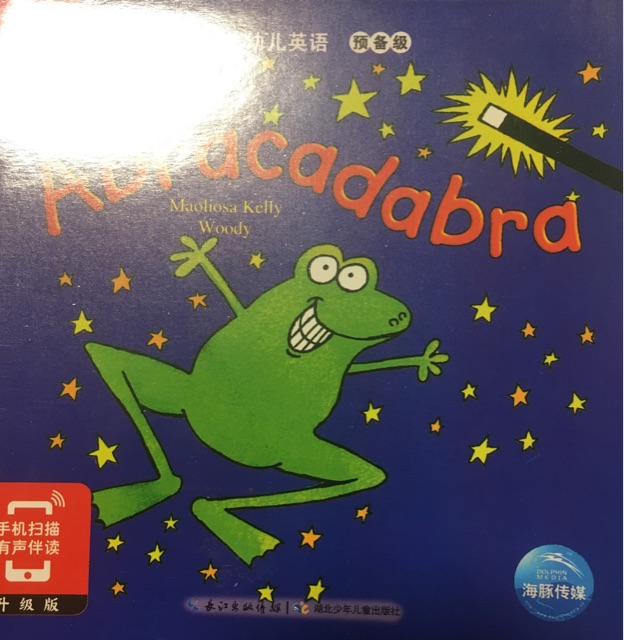 幼儿英语 预备级
Abracadabra
Maoliosa Kelly
Woody
手机扫描
有声伴读
升级版
DOLPHIN
MEDIA
海豚传媒
长江出版传媒 湖北少年儿童出版社